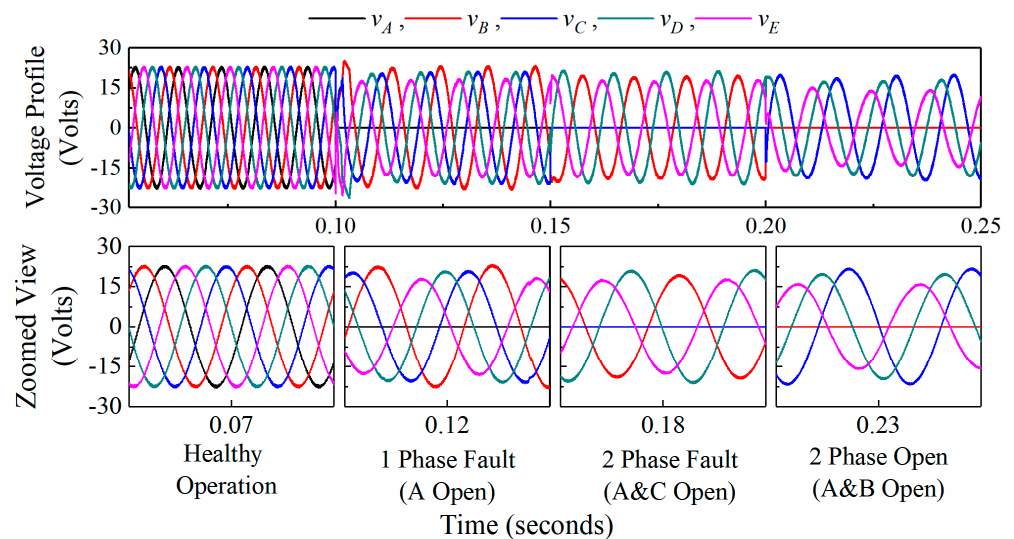 vA , vB , vC , vD , vE
Voltage Profile
(Volts)
30
15
0
-15
-30
0.10 0.15 0.20 0.25
Zoomed View
(Volts)
30
15
0
-15
-30
0.07 0.12 0.18 0.23
Healthy
Operation
1 Phase Fault
(A Open)
2 Phase Fault
(A&C Open)
2 Phase Open
(A&B Open)
Time (seconds)